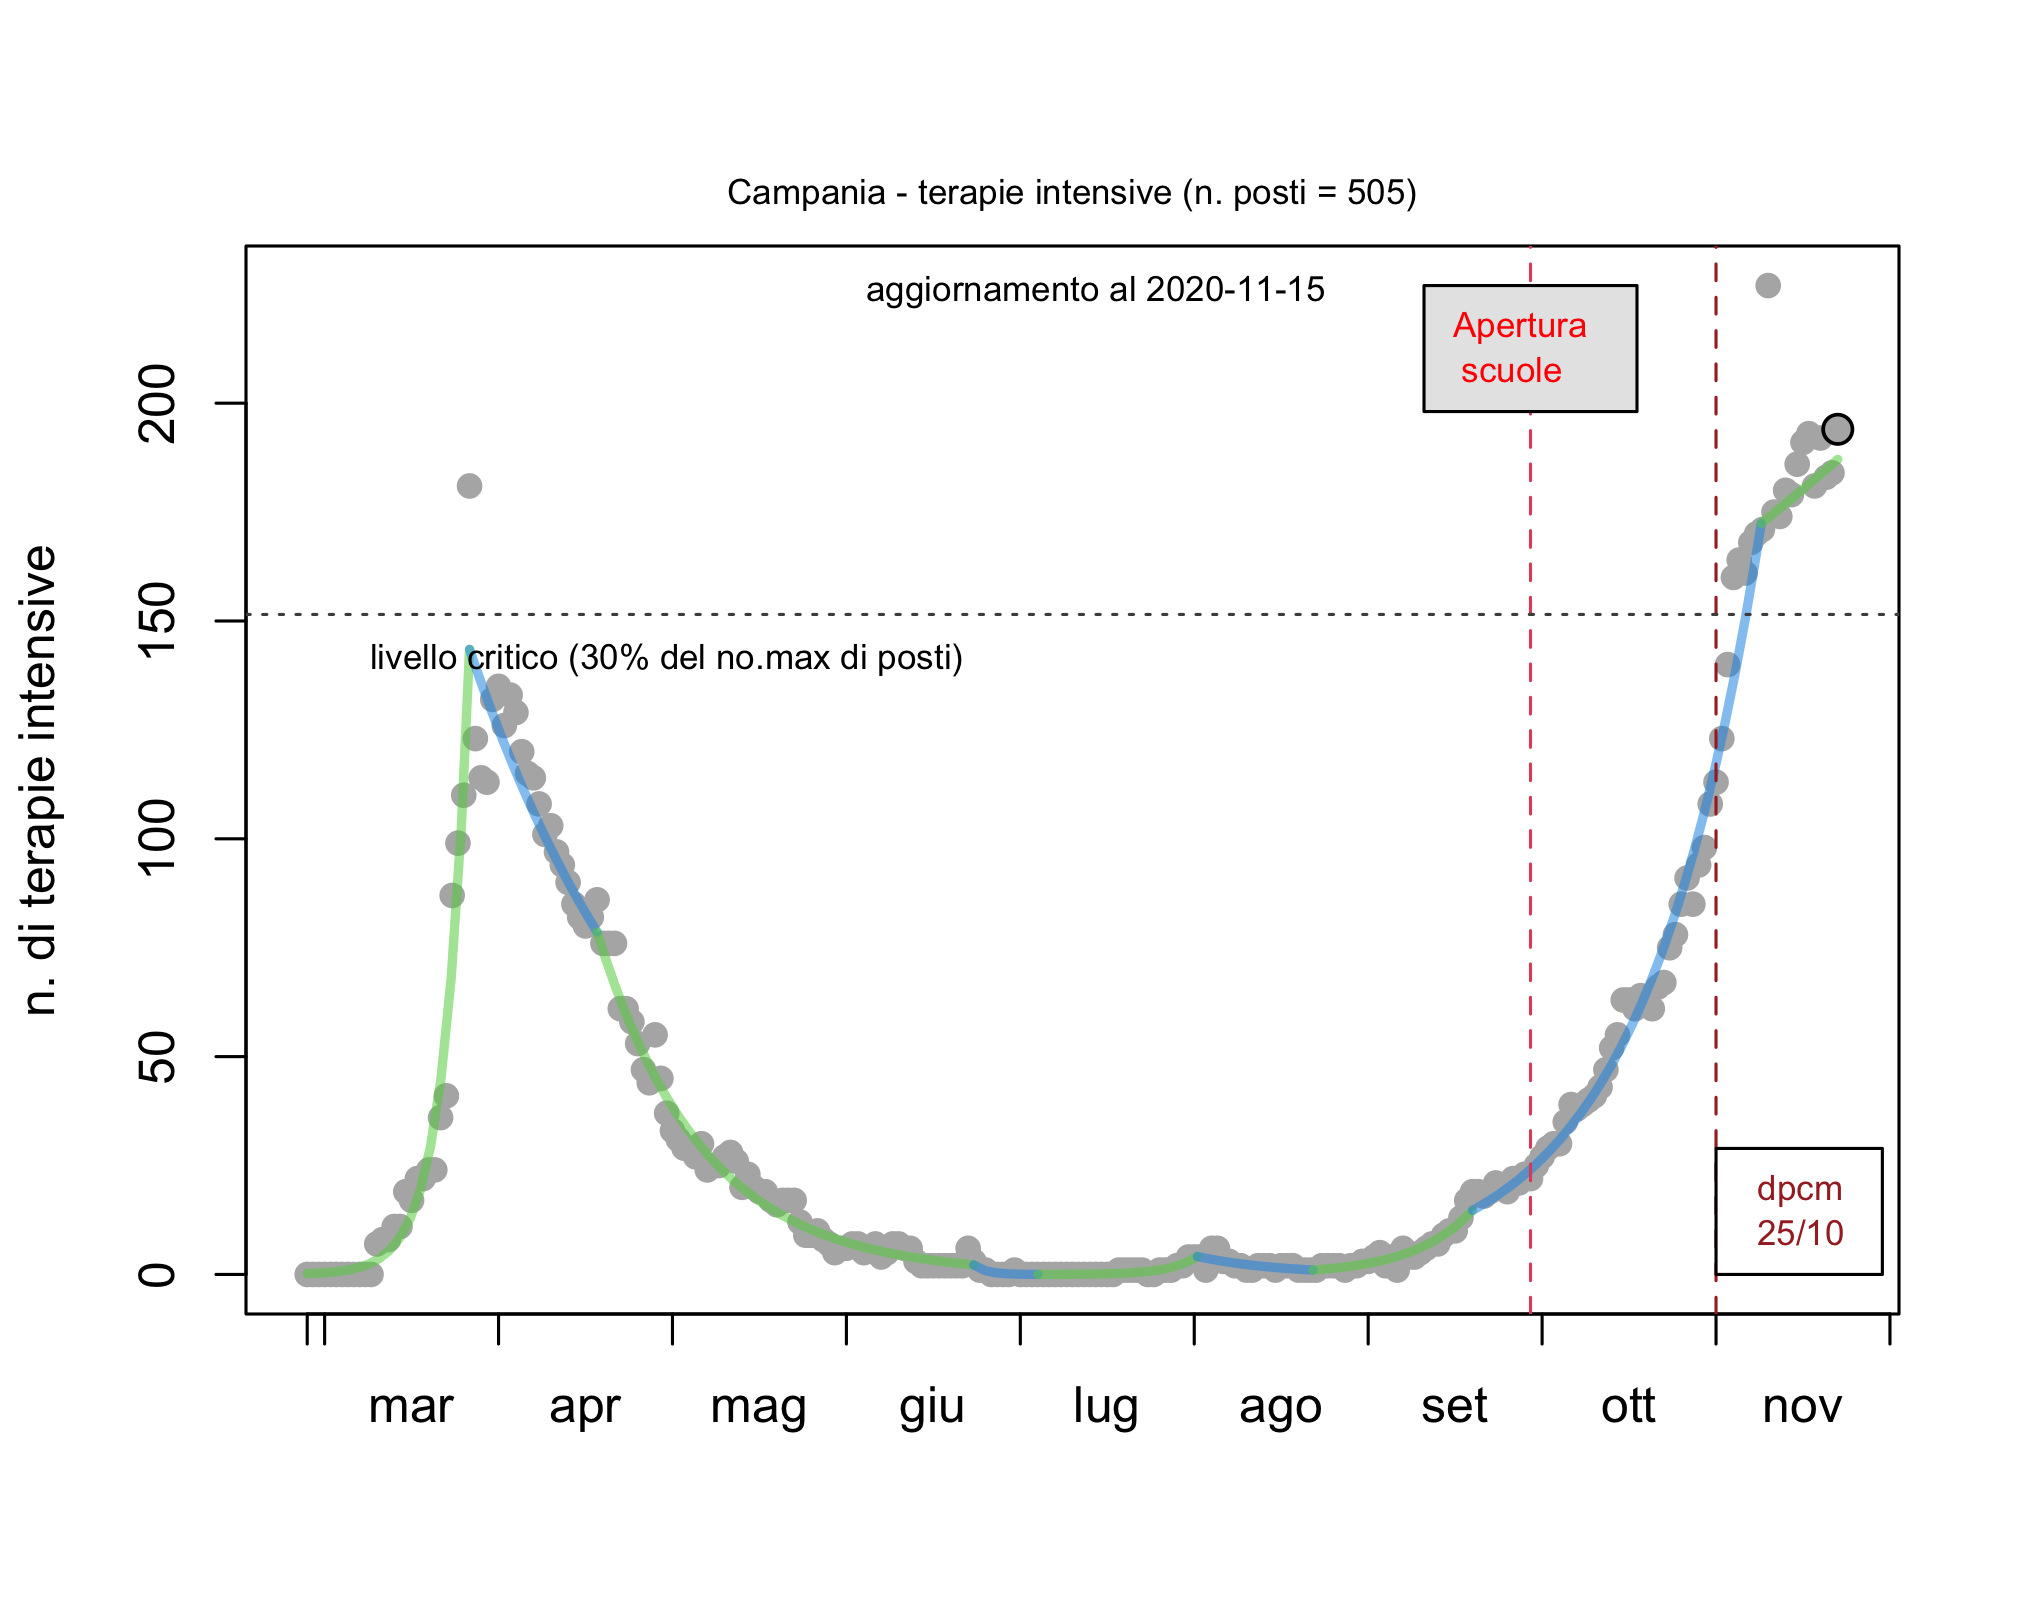 Campania - terapie intensive (n. posti = 505)
aggiornamento al 2020-11-15
Apertura
scuole
livello critico (30% del no.max di posti)
dpcm
25/10
n. di terapie intensive
200
150
100
50
0
mar apr mag giu lug ago set ott nov